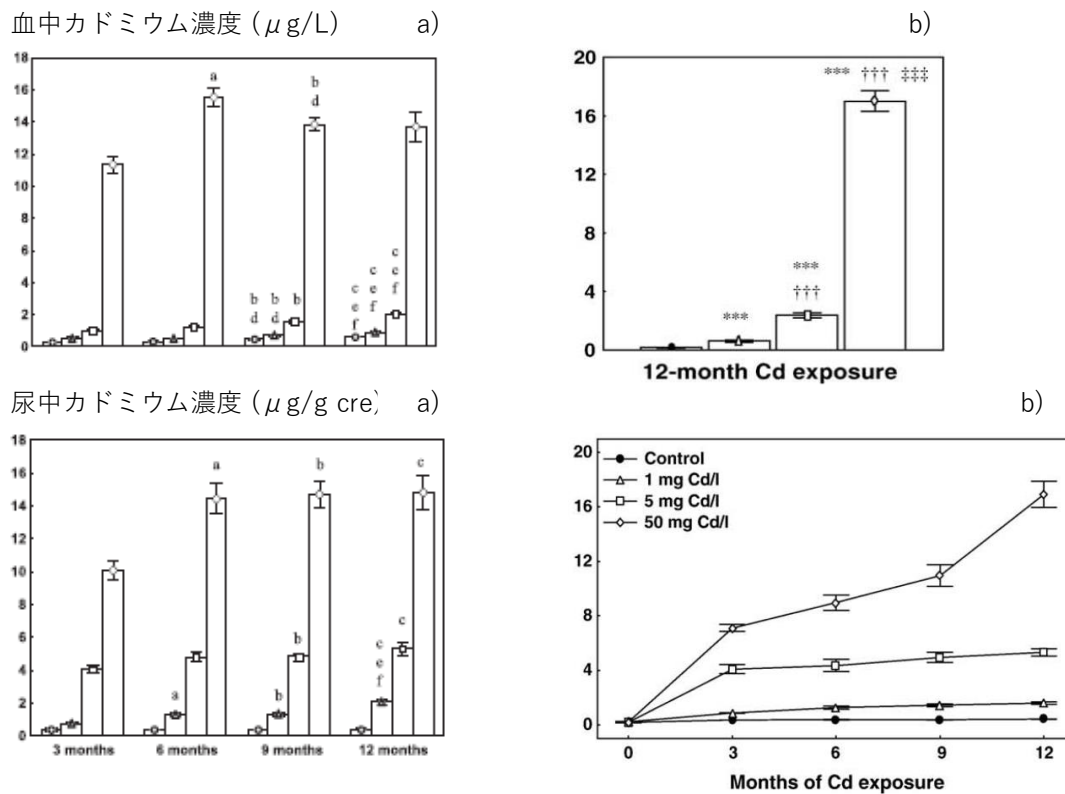 血中カドミウム濃度 (μg/L) a)
18
16
14
12
10
8
6
4
2
0
a
b
d
b
d
b
d
b
c
e
f
c
e
f
c
e
f
b)
20
16
12
8
4
0
*** ††† ‡‡‡
***
†††
***
12-month Cd exposure
尿中カドミウム濃度 (μg/g cre) a)
18
16
14
12
10
8
6
4
2
0
a
a
b
b
b
c
e
f
c
c
3 months 6 months 9 months 12 months
b)
20
16
12
8
4
0
Control
1 mg Cd/l
5 mg Cd/l
50 mg Cd/l
0 3 6 9 12
Months of Cd exposure